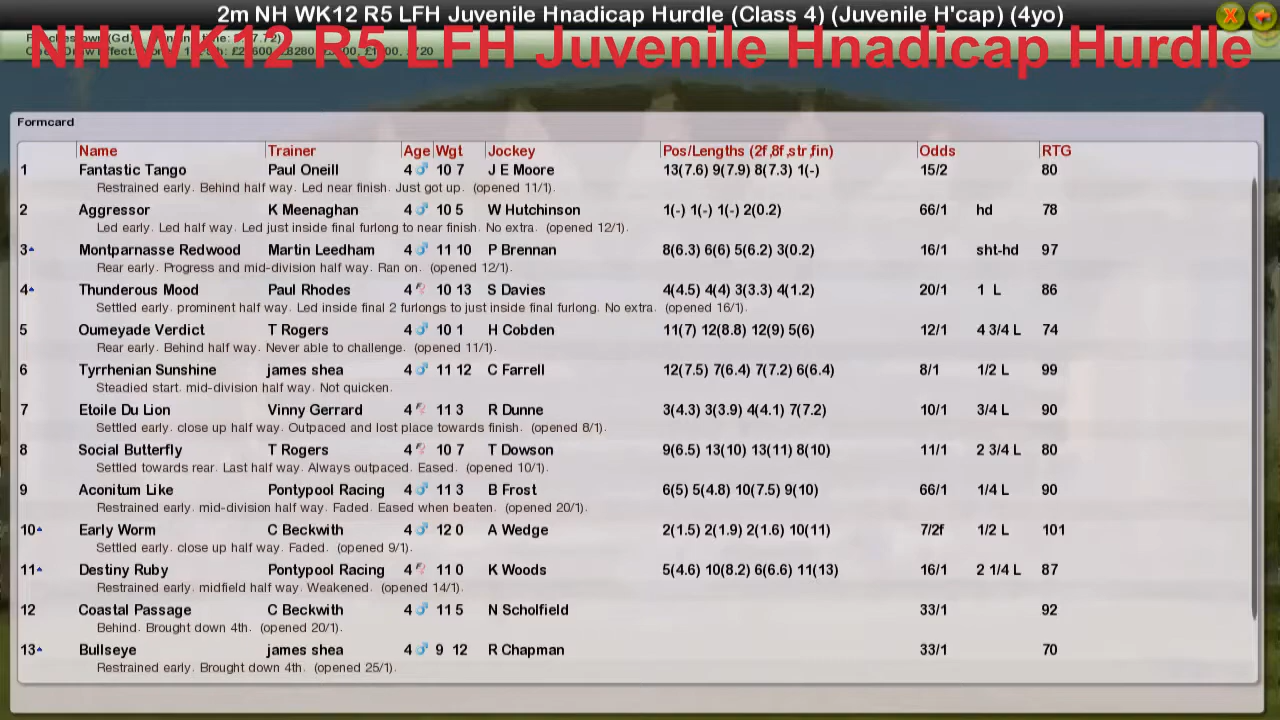 2m NH WK12 R5 LFH Juvenile Hnadicap Hurdle (Class 4) (Juvenile H'cap) (4yo)
NH WK12 R5 LFH Juvenile Hnadicap Hurdle
Formcard
Name Trainer Age Wgt Jockey Pos/Lengths (2f,8f,str,fin) Odds RTG
1 Fantastic Tango Paul Oneill 4 10 7 J E Moore 13(7.6) 9(7.9) 8(7.3) 1(-) 15/2 80
Restrained early. Behind half way. Led near finish. Just got up. (opened 11/1).
2 Aggressor K Meenaghan 4 10 5 W Hutchinson 1(-) 1(-) 1(-) 2(0.2) 66/1 hd 78
Led early. Led half way. Led just inside final furlong to near finish. No extra. (opened 12/1).
3 Montparnasse Redwood Martin Leedham 4 11 10 P Brennan 8(6.3) 6(6) 5(6.2) 3(0.2) 16/1 sht-hd 97
Rear early. Progress and mid-division half way. Ran on. (opened 12/1).
4 Thunderous Mood Paul Rhodes 4 10 13 S Davies 4(4.5) 4(4) 3(3.3) 4(1.2) 20/1 1 L 86
Settled early. prominent half way. Led inside final 2 furlongs to just inside final furlong. No extra. (opened 16/1).
5 Oumeyade Verdict T Rogers 4 10 1 H Cobden 11(7) 12(8.8) 12(9) 5(6) 12/1 4 3/4 L 74
Rear early. Behind half way. Never able to challenge. (opened 11/1).
6 Tyrrhenian Sunshine james shea 4 11 12 C Farrell 12(7.5) 7(6.4) 7(7.2) 6(6.4) 8/1 1/2 L 99
Steadied start. mid-division half way. Not quicken.
7 Etoile Du Lion Vinny Gerrard 4 11 3 R Dunne 3(4.3) 3(3.9) 4(4.1) 7(7.2) 10/1 3/4 L 90
Settled early. close up half way. Outpaced and lost place towards finish. (opened 8/1).
8 Social Butterfly T Rogers 4 10 7 T Dowson 9(6.5) 13(10) 13(11) 8(10) 11/1 2 3/4 L 80
Settled towards rear. Last half way. Always outpaced. Eased. (opened 10/1).
9 Aconitum Like Pontypool Racing 4 11 3 B Frost 6(5) 5(4.8) 10(7.5) 9(10) 66/1 1/4 L 90
Restrained early. mid-division half way. Faded. Eased when beaten. (opened 20/1).
10 Early Worm C Beckwith 4 12 0 A Wedge 2(1.5) 2(1.9) 2(1.6) 10(11) 7/2f 1/2 L 101
Settled early. close up half way. Faded. (opened 9/1).
11 Destiny Ruby Pontypool Racing 4 11 0 K Woods 5(4.6) 10(8.2) 6(6.6) 11(13) 16/1 2 1/4 L 87
Restrained early. midfield half way. Weakened. (opened 14/1).
12 Coastal Passage C Beckwith 4 11 5 N Scholfield 33/1 92
Behind. Brought down 4th. (opened 20/1).
13 Bullseye james shea 4 9 12 R Chapman 33/1 70
Restrained early. Brought down 4th. (opened 25/1).